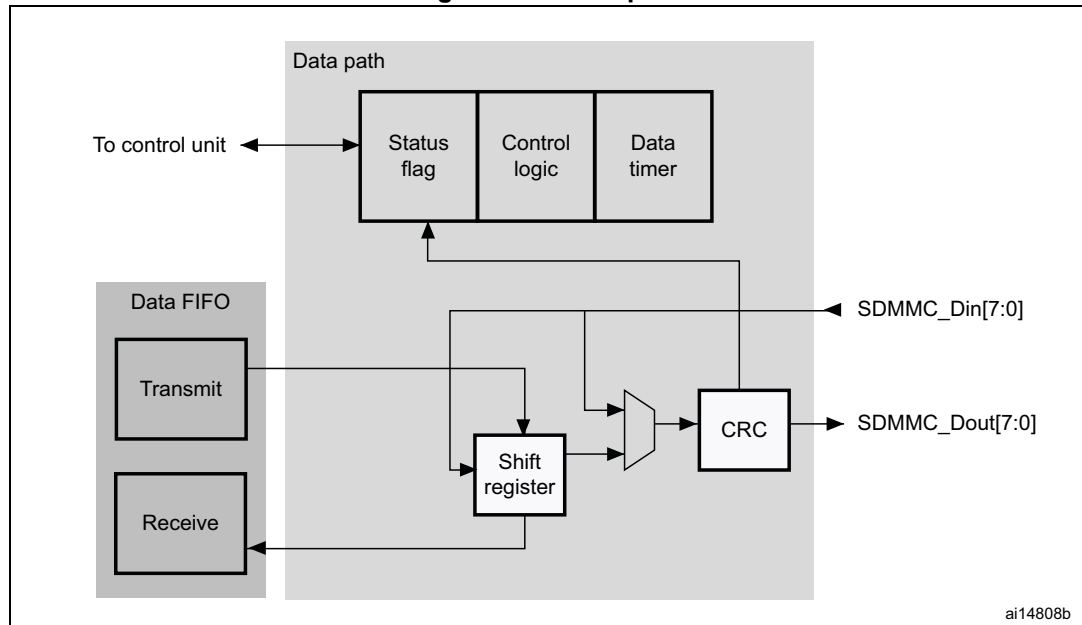 Data path
To control unit
Status
flag
Control
logic
Data
timer
Data FIFO
SDMMC_Din[7:0]
Transmit
CRC
SDMMC_Dout[7:0]
Shift
register
Receive
ai14808b